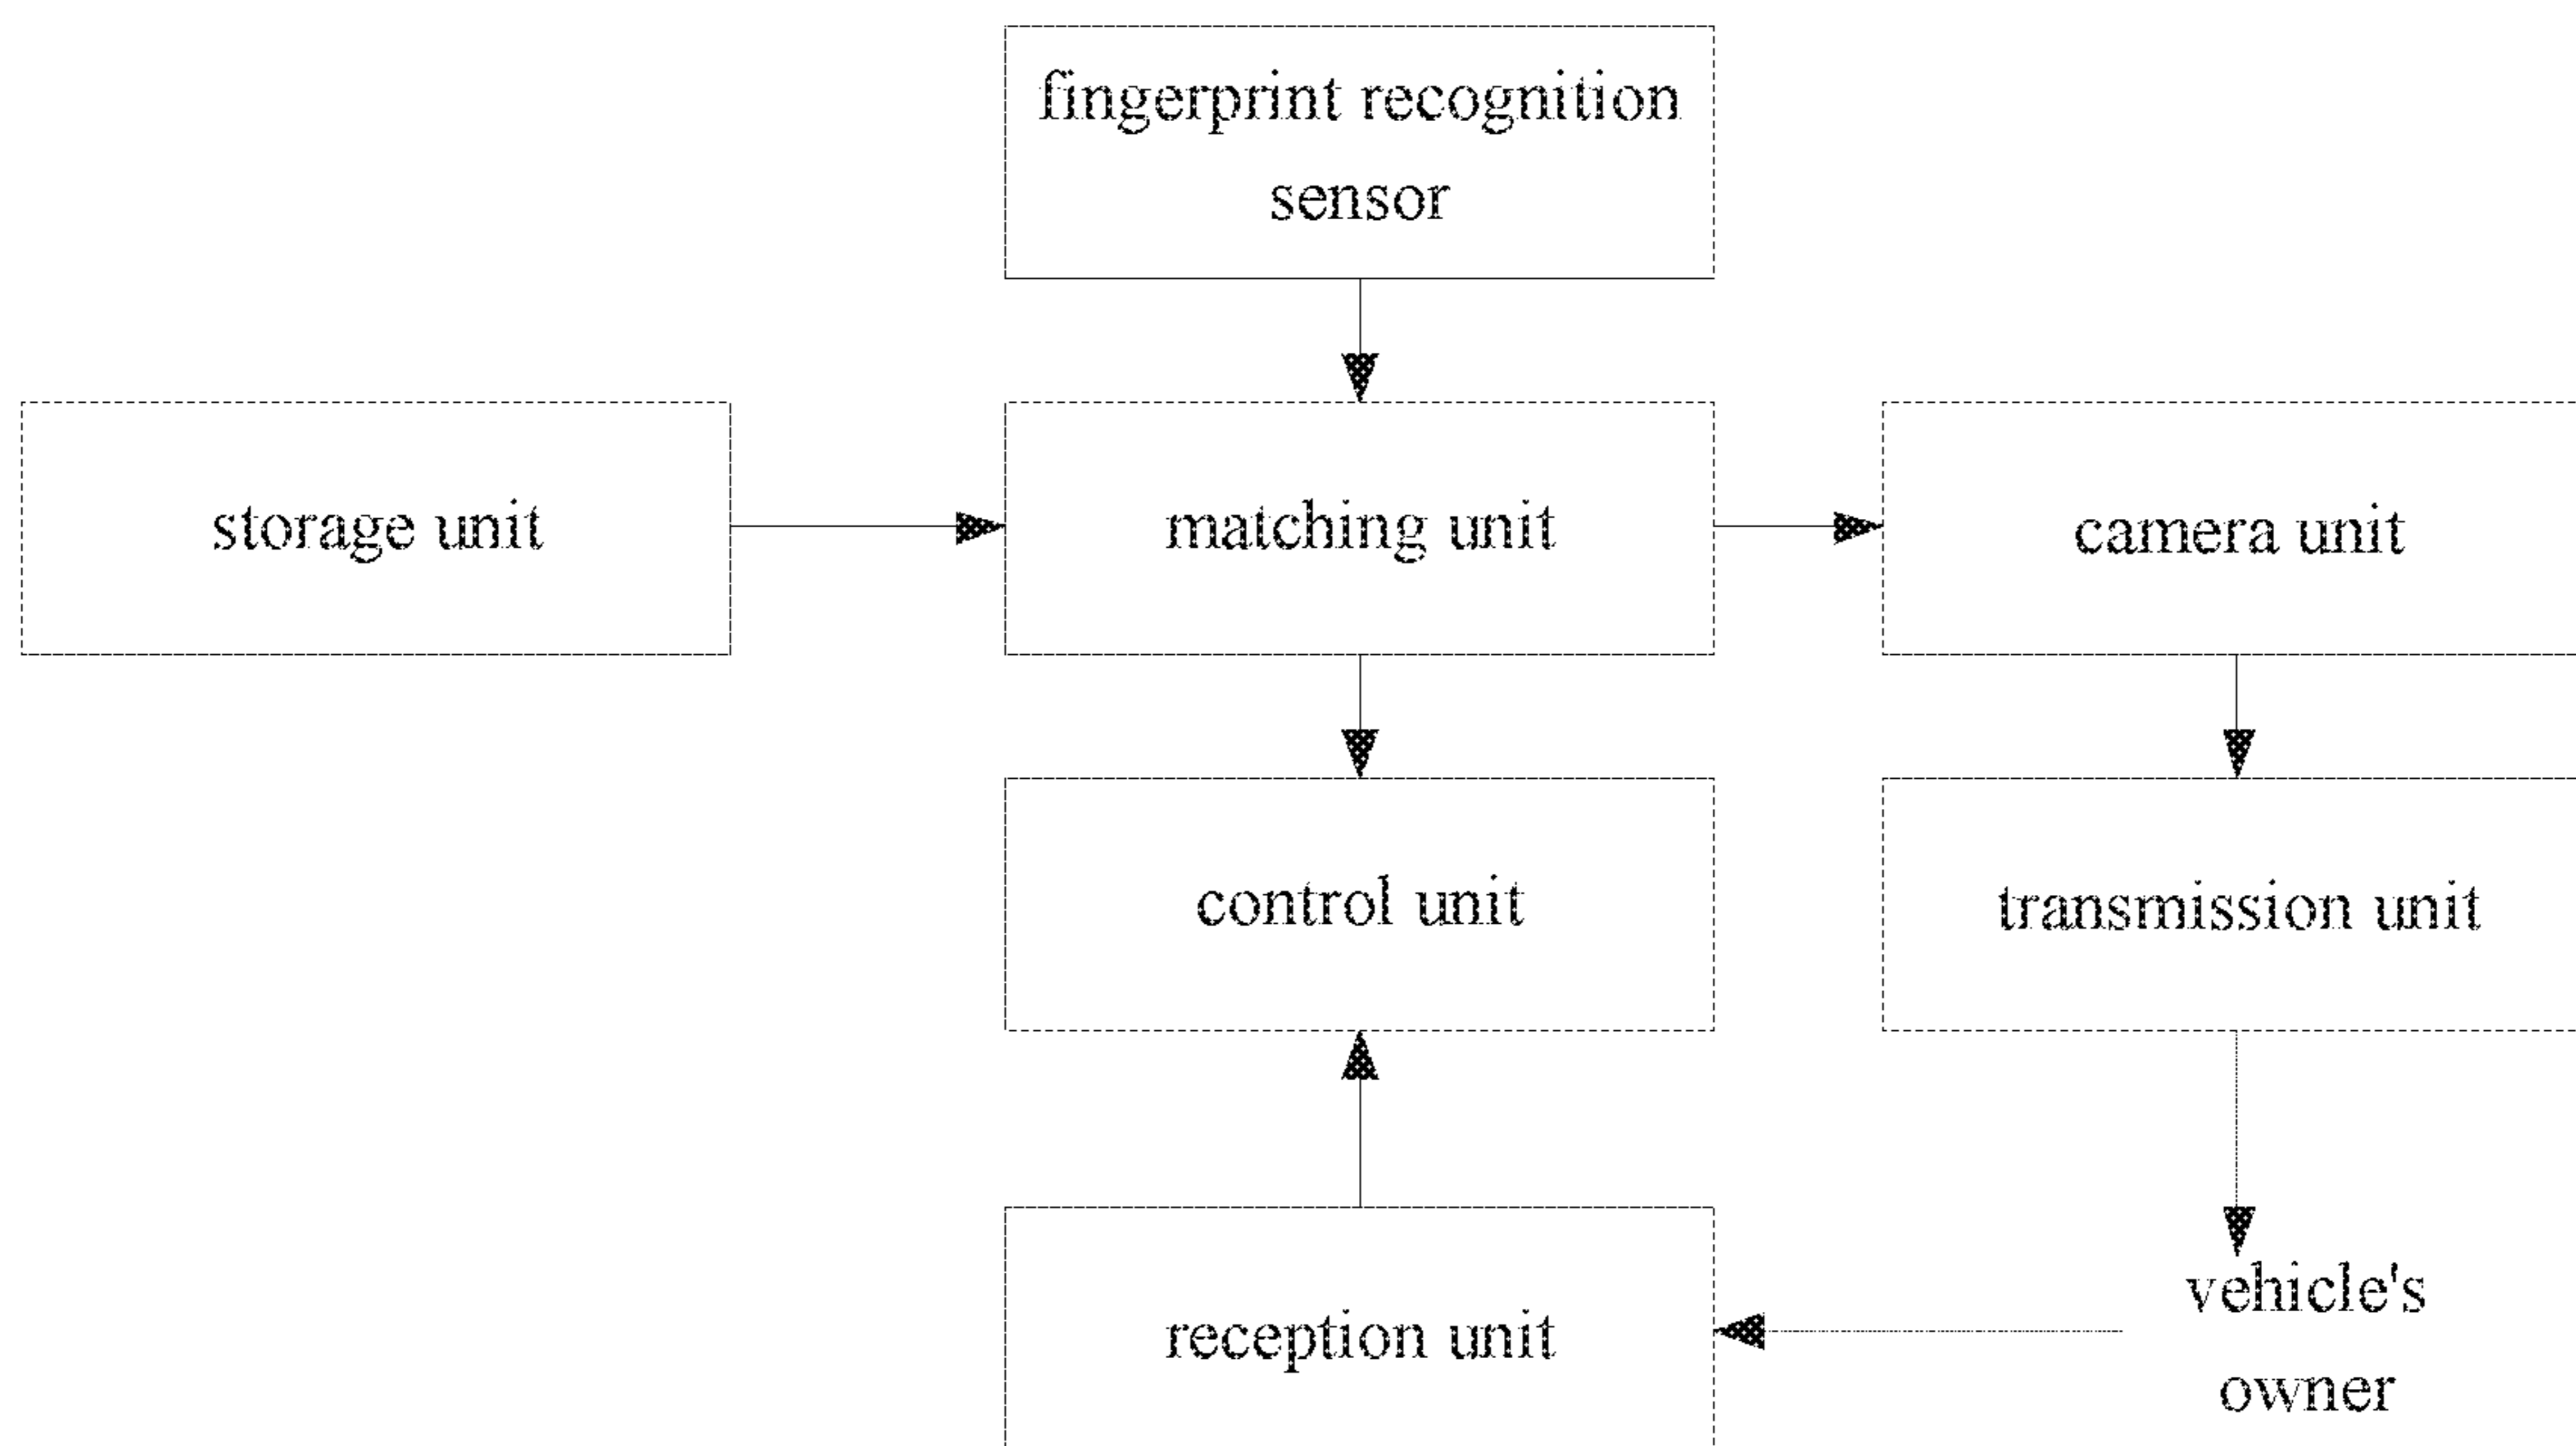 fingerprint recognition
sensor
storage unit
matching unit
camera unit
control unit
transmission unit
reception unit
vehicle's
owner